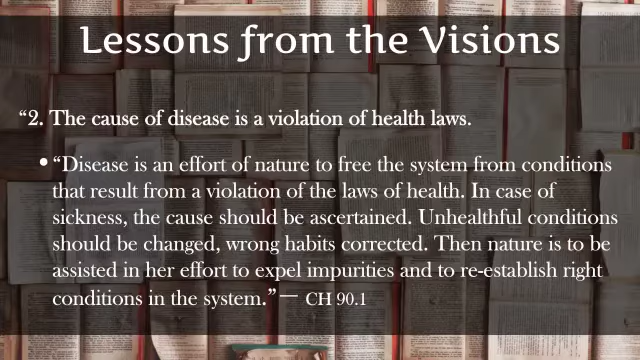 Lessons from the Visions
“2. The cause of disease is a violation of health laws.
• “Disease is an effort of nature to free the system from conditions
that result from a violation of the laws of health. In case of
sickness, the cause should be ascertained. Unhealthful conditions
should be changed, wrong habits corrected. Then nature is to be
assisted in her effort to expel impurities and to re-establish right
conditions in the system.”— CH 90.1